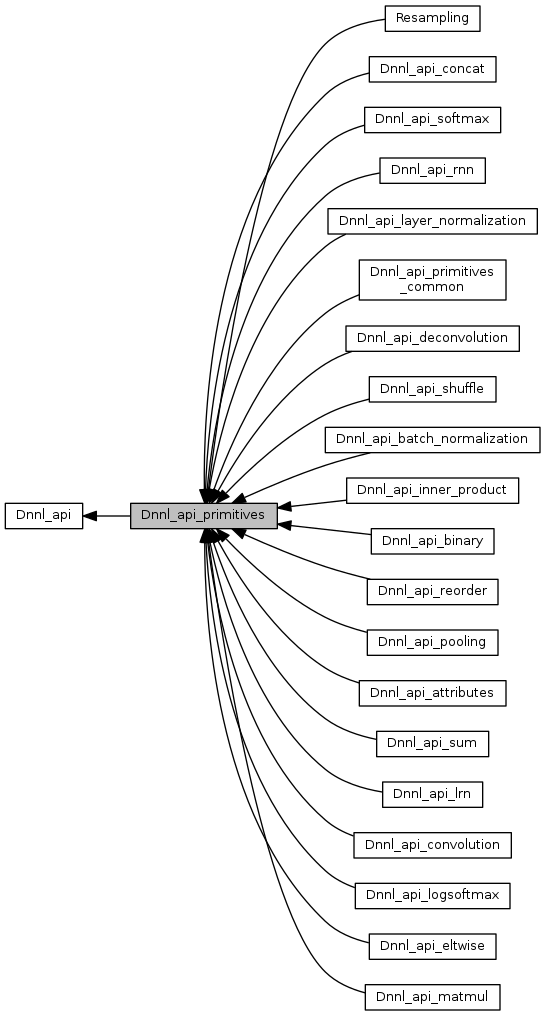 Resampling
Dnnl_api_concat
Dnnl_api_softmax
Dnnl_api_rnn
Dnnl_api_layer_normalization
Dnnl_api_primitives
_common
Dnnl_api_deconvolution
Dnnl_api_shuffle
Dnnl_api_batch_normalization
Dnnl_api_inner_product
Dnnl_api
Dnnl_api_primitives
Dnnl_api_binary
Dnnl_api_reorder
Dnnl_api_pooling
Dnnl_api_attributes
Dnnl_api_sum
Dnnl_api_lrn
Dnnl_api_convolution
Dnnl_api_logsoftmax
Dnnl_api_eltwise
Dnnl_api_matmul